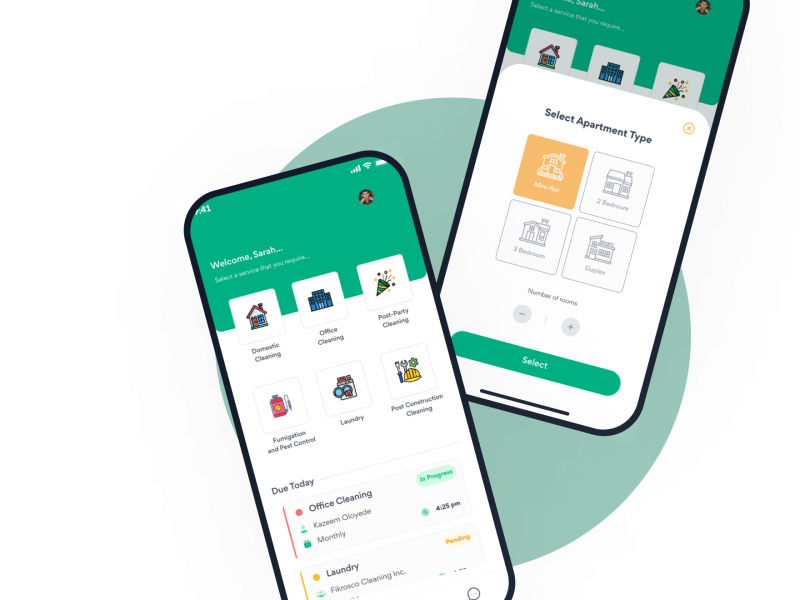 9:41
Welcome, Sarah...
Select a service that you require...
Domestic
Cleaning
Office
Cleaning
Post-Party
Cleaning
Fumigation
and Pest Control
Laundry
Post Construction
Cleaning
Due Today
Office Cleaning
In Progress
Kazeem Oloyede
Monthly
4:25 pm
Laundry
Pending
Fikrosco Cleaning Inc.
Sarah...
Select a service that you require...
Select Apartment Type
Mini-flat
2 Bedroom
3 Bedroom
Duplex
Number of rooms
1
Select